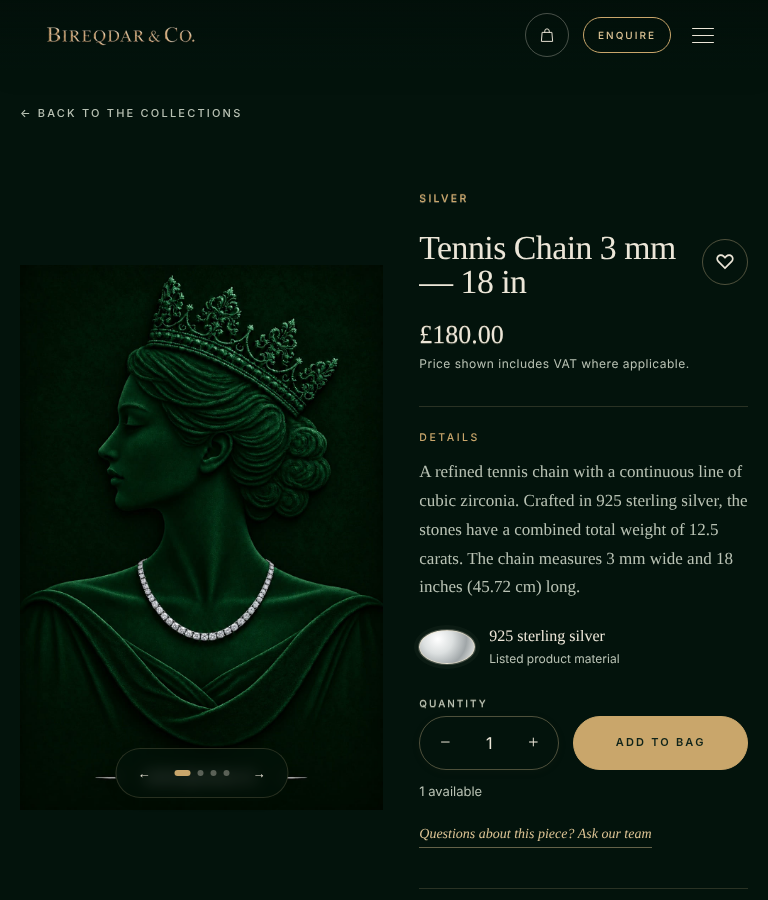 BIREQDAR & CO.
ENQUIRE
← BACK TO THE COLLECTIONS
SILVER
Tennis Chain 3 mm
— 18 in
£180.00
Price shown includes VAT where applicable.
DETAILS
A refined tennis chain with a continuous line of
cubic zirconia. Crafted in 925 sterling silver, the
stones have a combined total weight of 12.5
carats. The chain measures 3 mm wide and 18
inches (45.72 cm) long.
925 sterling silver
Listed product material
QUANTITY
− 1 +
ADD TO BAG
1 available
Questions about this piece? Ask our team